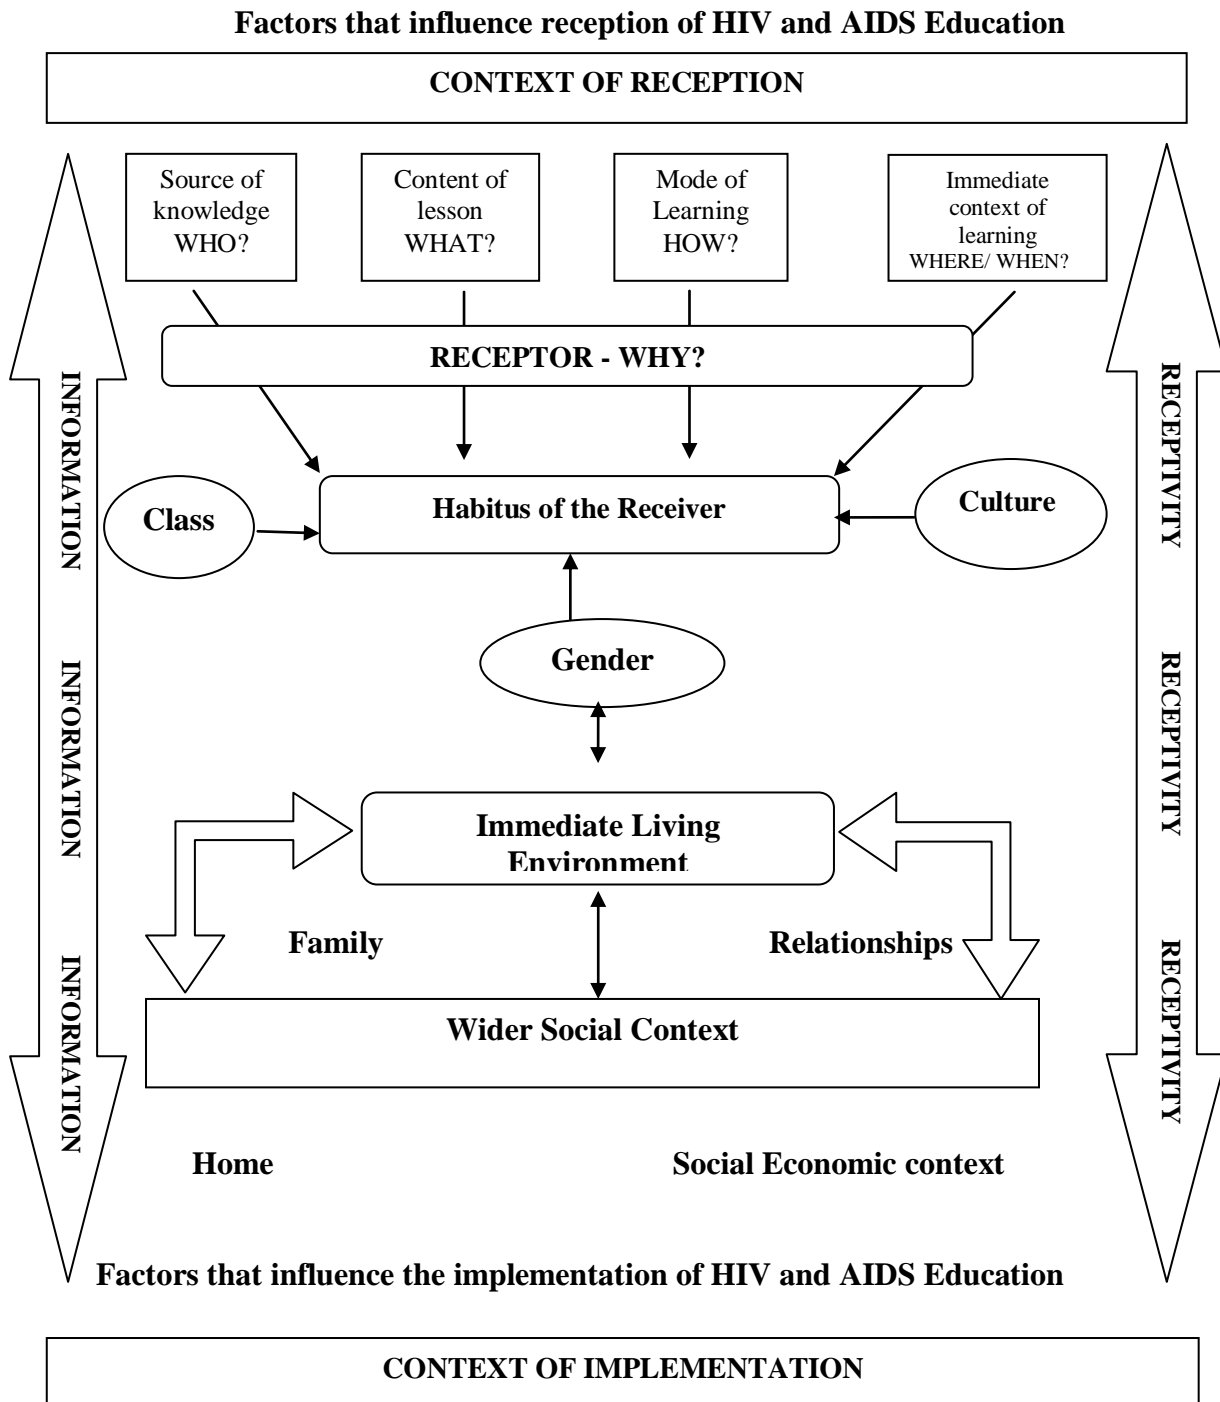 Factors that influence reception of HIV and AIDS Education
CONTEXT OF RECEPTION
Source of
knowledge
WHO?
Content of
lesson
WHAT?
Mode of
Learning
HOW?
Immediate
context of
learning
WHERE/ WHEN?
RECEPTOR - WHY?
INFORMATION
INFORMATION
INFORMATION
RECEPTIVITY
RECEPTIVITY
RECEPTIVITY
Class
Habitus of the Receiver
Culture
Gender
Immediate Living
Environment
Family
Relationships
Wider Social Context
Home
Social Economic context
Factors that influence the implementation of HIV and AIDS Education
CONTEXT OF IMPLEMENTATION